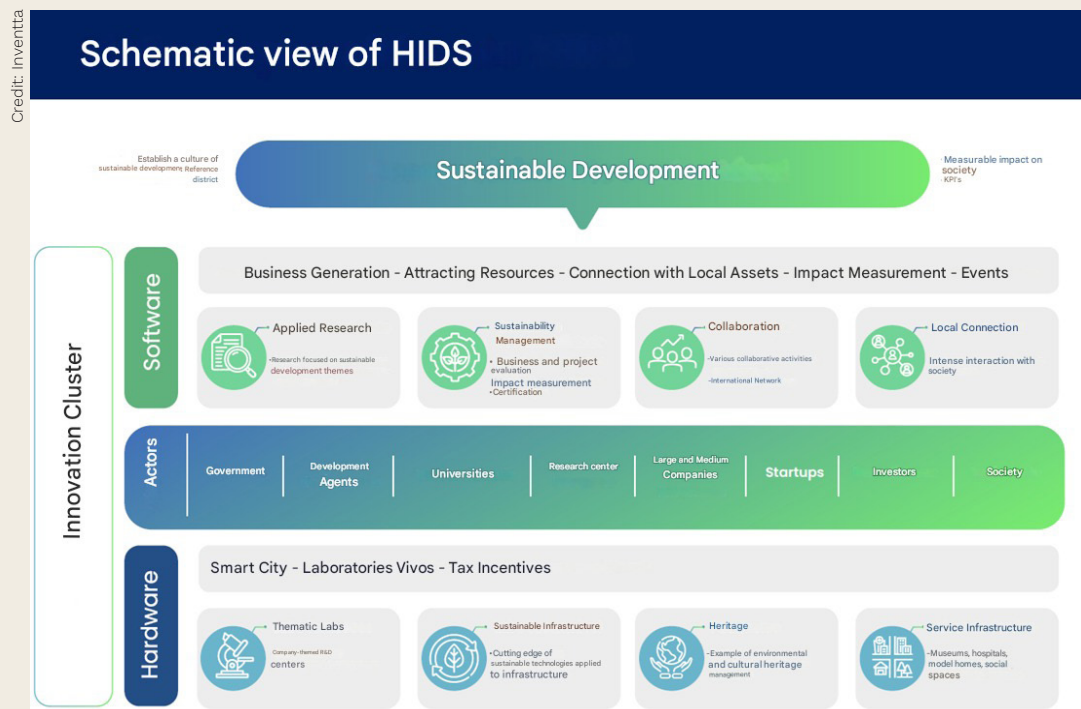 Credit: Inventta
Schematic view of HIDS
Establish a culture of
sustainable development Reference
district
Sustainable Development
·Measurable impact on
society
·KPI's
Innovation Cluster
Software
Business Generation - Attracting Resources - Connection with Local Assets - Impact Measurement - Events
Applied Research
•Research focused on sustainable
development themes
Sustainability
Management
• Business and project
evaluation
Impact measurement
•Certification
Collaboration
•Various collaborative activities
•International Network
Local Connection
Intense interaction with
society
Actors
Government
Development
Agents
Universities
Research center
Large and Medium
Companies
Startups
Investors
Society
Hardware
Smart City - Laboratories Vivos - Tax Incentives
Thematic Labs
Company-themed R&D
centers
Sustainable Infrastructure
•Cutting edge of
sustainable technologies applied
to infrastructure
Heritage
•Example of environmental
and cultural heritage
management
Service Infrastructure
•Museums, hospitals,
model homes, social
spaces